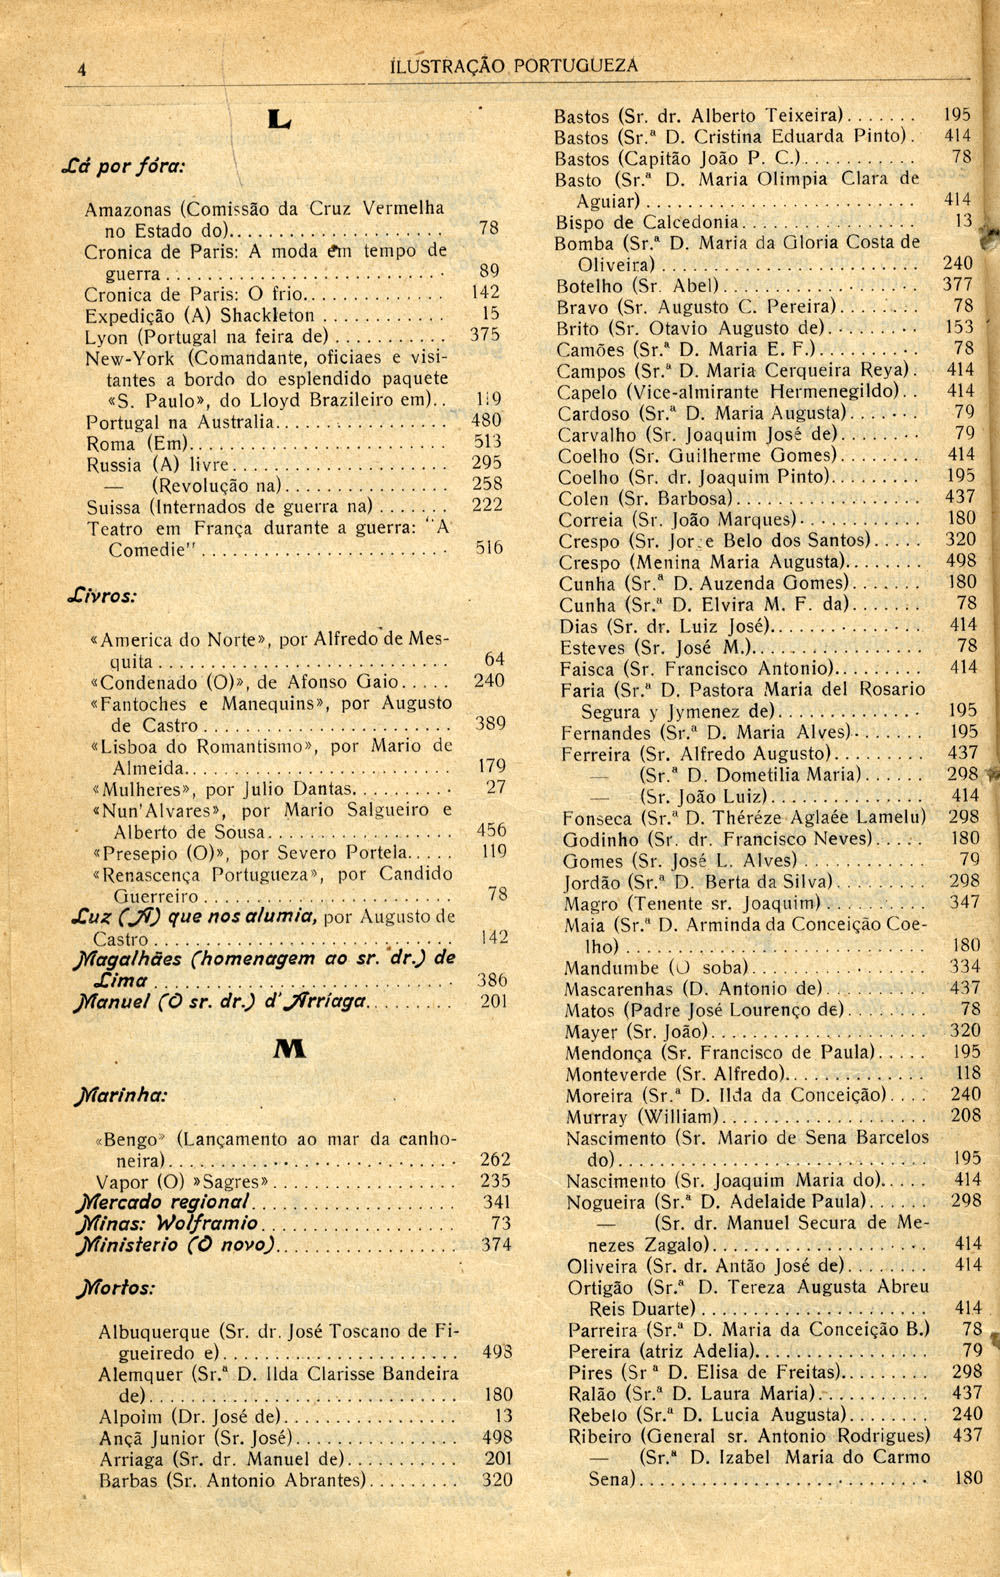 4
ILUSTRAÇÃO PORTUGUEZA
L
Lá por fóra:
Amazonas (Comissão da Cruz Vermelha
no Estado do)..................... 78
Cronica de Paris: A moda em tempo de
guerra........................... 89
Cronica de Paris: O frio.............. 142
Expedição (A) Shackleton ............ 15
Lyon (Portugal na feira de)........... 375
New-York (Comandante, oficiaes e visi-
tantes a bordo do esplendido paquete
«S. Paulo», do Lloyd Brazileiro em).. 119
Portugal na Australia................. 480
Roma (Em)......................... 513
Russia (A) livre..................... 295
— (Revolução na)................ 258
Suissa (Internados de guerra na)....... 222
Teatro em França durante a guerra: "A
Comedie"........................ 516
Livros:
«America do Norte», por Alfredo de Mes-
quita............................ 64
«Condenado (O)», de Afonso Gaio..... 240
«Fantoches e Manequins», por Augusto
de Castro........................ 389
«Lisboa do Romantismo», por Mario de
Almeida.......................... 179
«Mulheres», por Julio Dantas.......... 27
«Nun'Alvares», por Mario Salgueiro e
Alberto de Sousa.................. 456
«Presepio (O)», por Severo Portela..... 119
«Renascença Portugueza», por Candido
Guerreiro........................ 78
Luz (A) que nos alumia, por Augusto de
Castro............................. 142
Magalhães (homenagem ao sr. dr.) de
Lima............................. 386
Manuel (O sr. dr.) d'Arriaga......... 201
M
Marinha:
«Bengo» (Lançamento ao mar da canho-
neira)............................ 262
Vapor (O) »Sagres».................. 235
Mercado regional.................... 341
Minas: Wolframio................... 73
Ministerio (O novo).................. 374
Mortos:
Albuquerque (Sr. dr. José Toscano de Fi-
gueiredo e)....................... 498
Alemquer (Sr.ª D. Ilda Clarisse Bandeira
de).............................. 180
Alpoim (Dr. José de)................. 13
Ançã Junior (Sr. José)................ 498
Arriaga (Sr. dr. Manuel de)........... 201
Barbas (Sr. Antonio Abrantes)......... 320
Bastos (Sr. dr. Alberto Teixeira)....... 195
Bastos (Sr.ª D. Cristina Eduarda Pinto). 414
Bastos (Capitão João P. C.)........... 78
Basto (Sr.ª D. Maria Olimpia Clara de
Aguiar).......................... 414
Bispo de Calcedonia................. 13
Bomba (Sr.ª D. Maria da Gloria Costa de
Oliveira)......................... 240
Botelho (Sr. Abel)................... 377
Bravo (Sr. Augusto C. Pereira)........ 78
Brito (Sr. Otavio Augusto de)......... 153
Camões (Sr.ª D. Maria E. F.).......... 78
Campos (Sr.ª D. Maria Cerqueira Reya). 414
Capelo (Vice-almirante Hermenegildo).. 414
Cardoso (Sr.ª D. Maria Augusta)....... 79
Carvalho (Sr. Joaquim José de)........ 79
Coelho (Sr. Guilherme Gomes)........ 414
Coelho (Sr. dr. Joaquim Pinto)......... 195
Colen (Sr. Barbosa).................. 437
Correia (Sr. João Marques)............ 180
Crespo (Sr. Jorge Belo dos Santos)..... 320
Crespo (Menina Maria Augusta)........ 498
Cunha (Sr.ª D. Auzenda Gomes)....... 180
Cunha (Sr.ª D. Elvira M. F. da)....... 78
Dias (Sr. dr. Luiz José)............... 414
Esteves (Sr. José M.)................. 78
Faisca (Sr. Francisco Antonio)......... 414
Faria (Sr.ª D. Pastora Maria del Rosario
Segura y Jymenez de).............. 195
Fernandes (Sr.ª D. Maria Alves)....... 195
Ferreira (Sr. Alfredo Augusto)......... 437
— (Sr.ª D. Dometilia Maria)...... 298
— (Sr. João Luiz)............... 414
Fonseca (Sr.ª D. Théréze Aglaée Lamelu) 298
Godinho (Sr. dr. Francisco Neves)..... 180
Gomes (Sr. José L. Alves)............ 79
Jordão (Sr.ª D. Berta da Silva)......... 298
Magro (Tenente sr. Joaquim).......... 347
Maia (Sr.ª D. Arminda da Conceição Coe-
lho)............................. 180
Mandumbe (O soba)................. 334
Mascarenhas (D. Antonio de).......... 437
Matos (Padre José Lourenço de)........ 78
Mayer (Sr. João)..................... 320
Mendonça (Sr. Francisco de Paula)..... 195
Monteverde (Sr. Alfredo).............. 118
Moreira (Sr.ª D. Ilda da Conceição).... 240
Murray (William).................... 208
Nascimento (Sr. Mario de Sena Barcelos
do).............................. 195
Nascimento (Sr. Joaquim Maria do)..... 414
Nogueira (Sr.ª D. Adelaide Paula)...... 298
— (Sr. dr. Manuel Secura de Me-
nezes Zagalo)..................... 414
Oliveira (Sr. dr. Antão José de)........ 414
Ortigão (Sr.ª D. Tereza Augusta Abreu
Reis Duarte)...................... 414
Parreira (Sr.ª D. Maria da Conceição B.) 78
Pereira (atriz Adelia)................. 79
Pires (Sr ª D. Elisa de Freitas)......... 298
Ralão (Sr.ª D. Laura Maria)........... 437
Rebelo (Sr.ª D. Lucia Augusta)........ 240
Ribeiro (General sr. Antonio Rodrigues) 437
— (Sr.ª D. Izabel Maria do Carmo
Sena)............................ 180